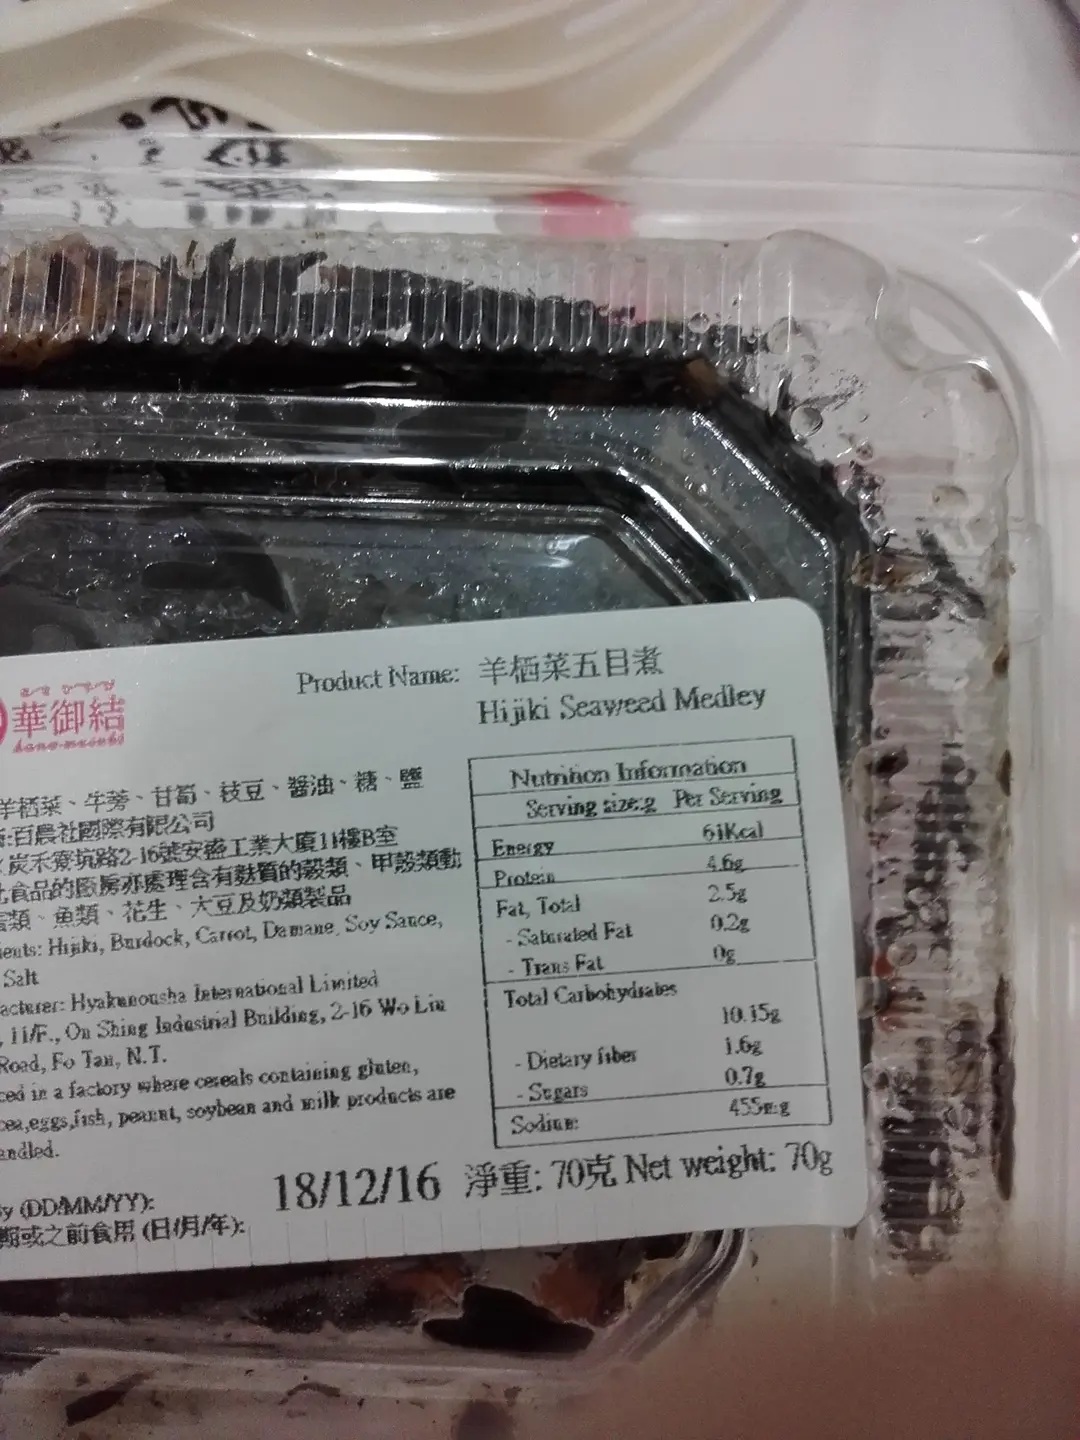 Product Name: 羊栖菜五目煮
Hijiki Seaweed Medley
華御結
hana-musubi
羊栖菜、牛蒡、甘筍、枝豆、醬油、糖、鹽
:百農社國際有限公司
炭禾寮坑路2-16號安盛工業大廈11樓B室
食品的廠房亦處理含有麩質的穀類、甲殼類動
類、魚類、花生、大豆及奶類製品
ients: Hijiki, Burdock, Carrot, Damame, Soy Sauce,
Salt
acturer: Hyakunousha International Limited
, 11/F., On Shing Industrial Building, 2-16 Wo Liu
Road, Fo Tan, N.T.
ced in a factory where cereals containing gluten,
cea,eggs,fish, peanut, soybean and milk products are
andled.
Nutrition Information
Serving size:g Per Serving
Energy 61Kcal
Protein 4.6g
Fat, Total 2.5g
- Saturated Fat 0.2g
- Trans Fat 0g
Total Carbohydrates
10.15g
- Dietary fiber 1.6g
- Sugars 0.7g
Sodium: 455mg
y (DD/MM/YY): 18/12/16 淨重: 70克 Net weight: 70g
期或之前食用 (日/月/年):